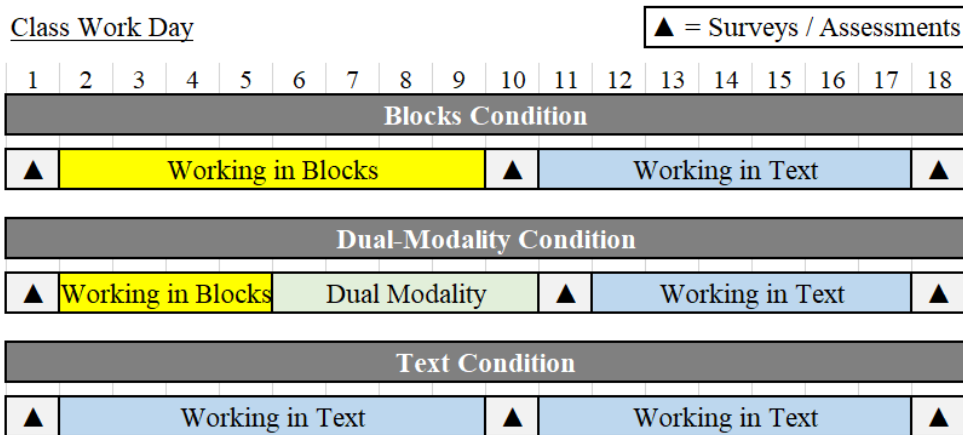 Class Work Day
▲ = Surveys / Assessments
1 2 3 4 5 6 7 8 9 10 11 12 13 14 15 16 17 18
Blocks Condition
▲ Working in Blocks ▲ Working in Text ▲
Dual-Modality Condition
▲ Working in Blocks Dual Modality ▲ Working in Text ▲
Text Condition
▲ Working in Text ▲ Working in Text ▲